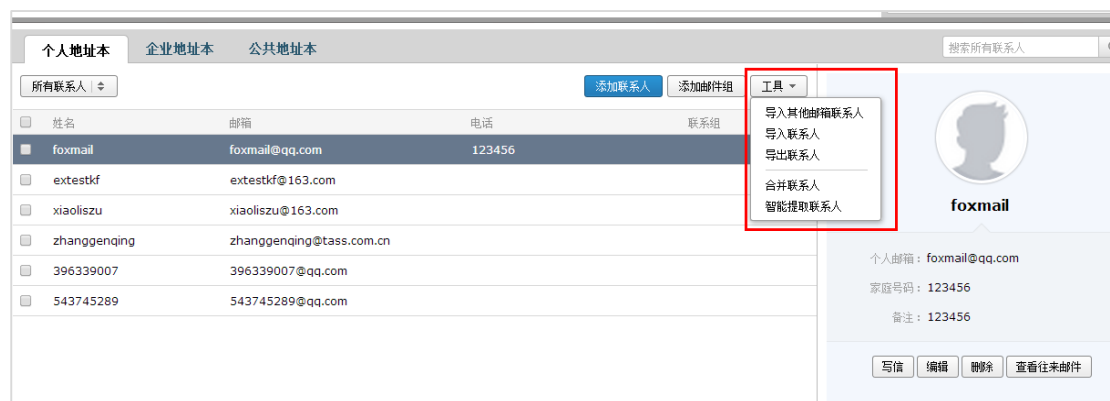 个人地址本 企业地址本 公共地址本 搜索所有联系人
所有联系人 添加联系人 添加邮件组 工具
姓名 邮箱 电话 联系组
foxmail foxmail@qq.com 123456
extestkf extestkf@163.com
xiaoliszu xiaoliszu@163.com
zhanggenqing zhanggenqing@tass.com.cn
396339007 396339007@qq.com
543745289 543745289@qq.com
导入其他邮箱联系人
导入联系人
导出联系人
合并联系人
智能提取联系人
foxmail
个人邮箱：foxmail@qq.com
家庭号码：123456
备注：123456
写信 编辑 删除 查看往来邮件